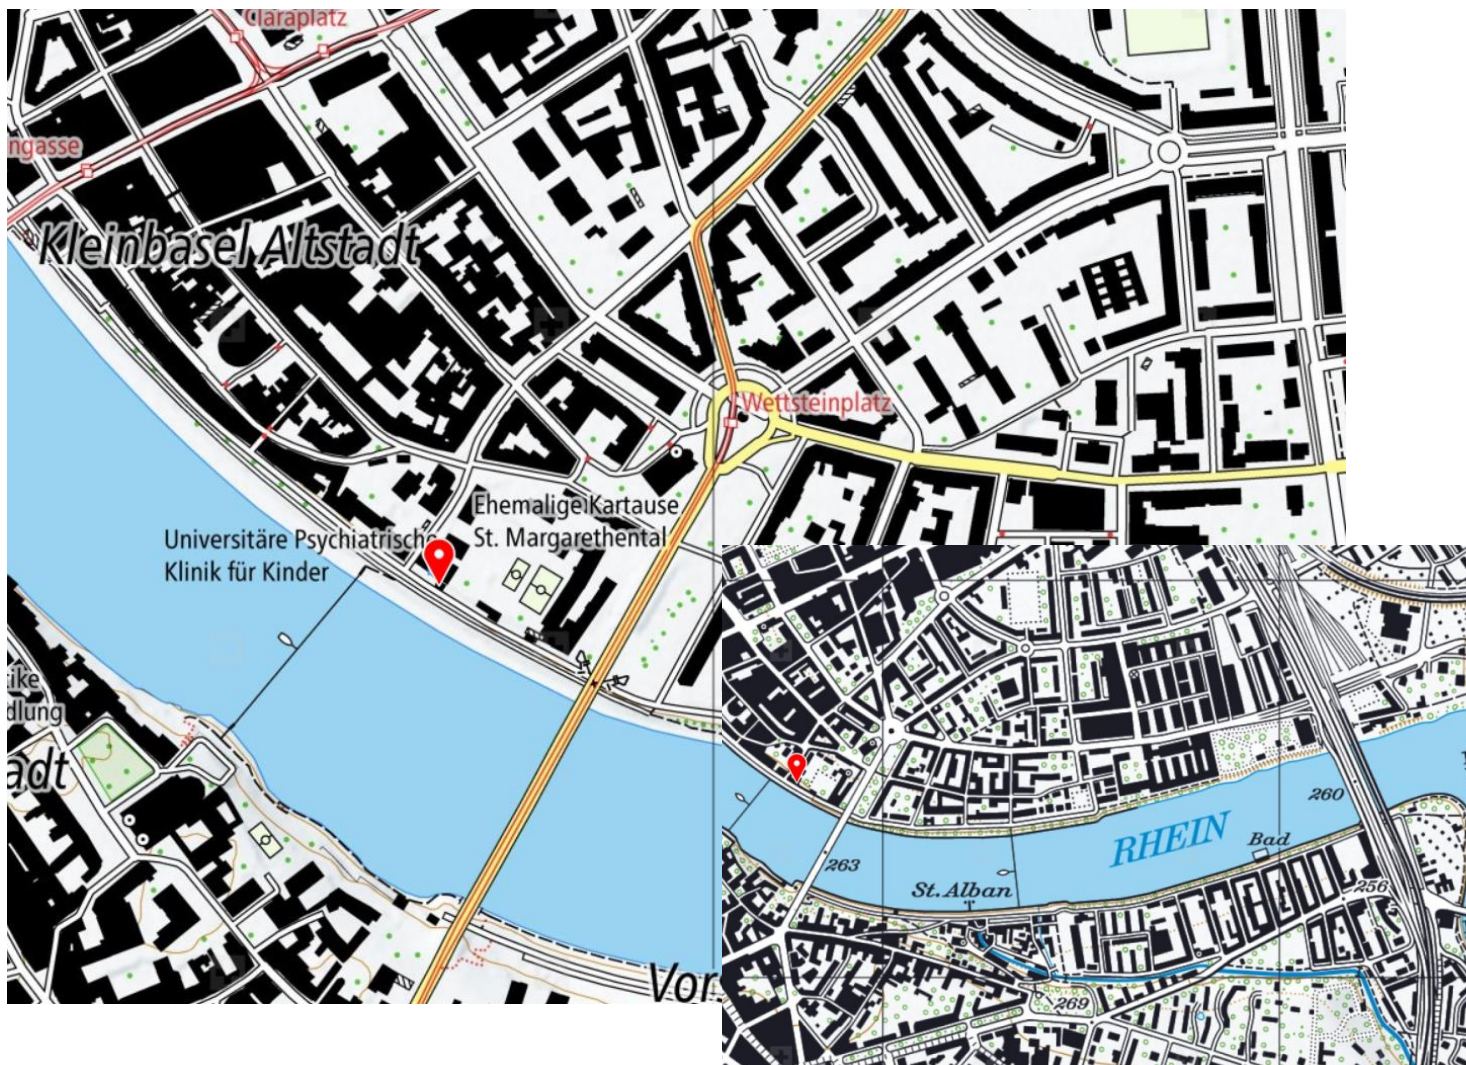 Claraplatz
ngasse
Kleinbasel Altstadt
Wettsteinplatz
Ehemalige Kartause
St. Margarethental
Universitäre Psychiatrische
Klinik für Kinder
ike
dlung
adt
Vor
RHEIN
260
Bad
263
St. Alban
256
269